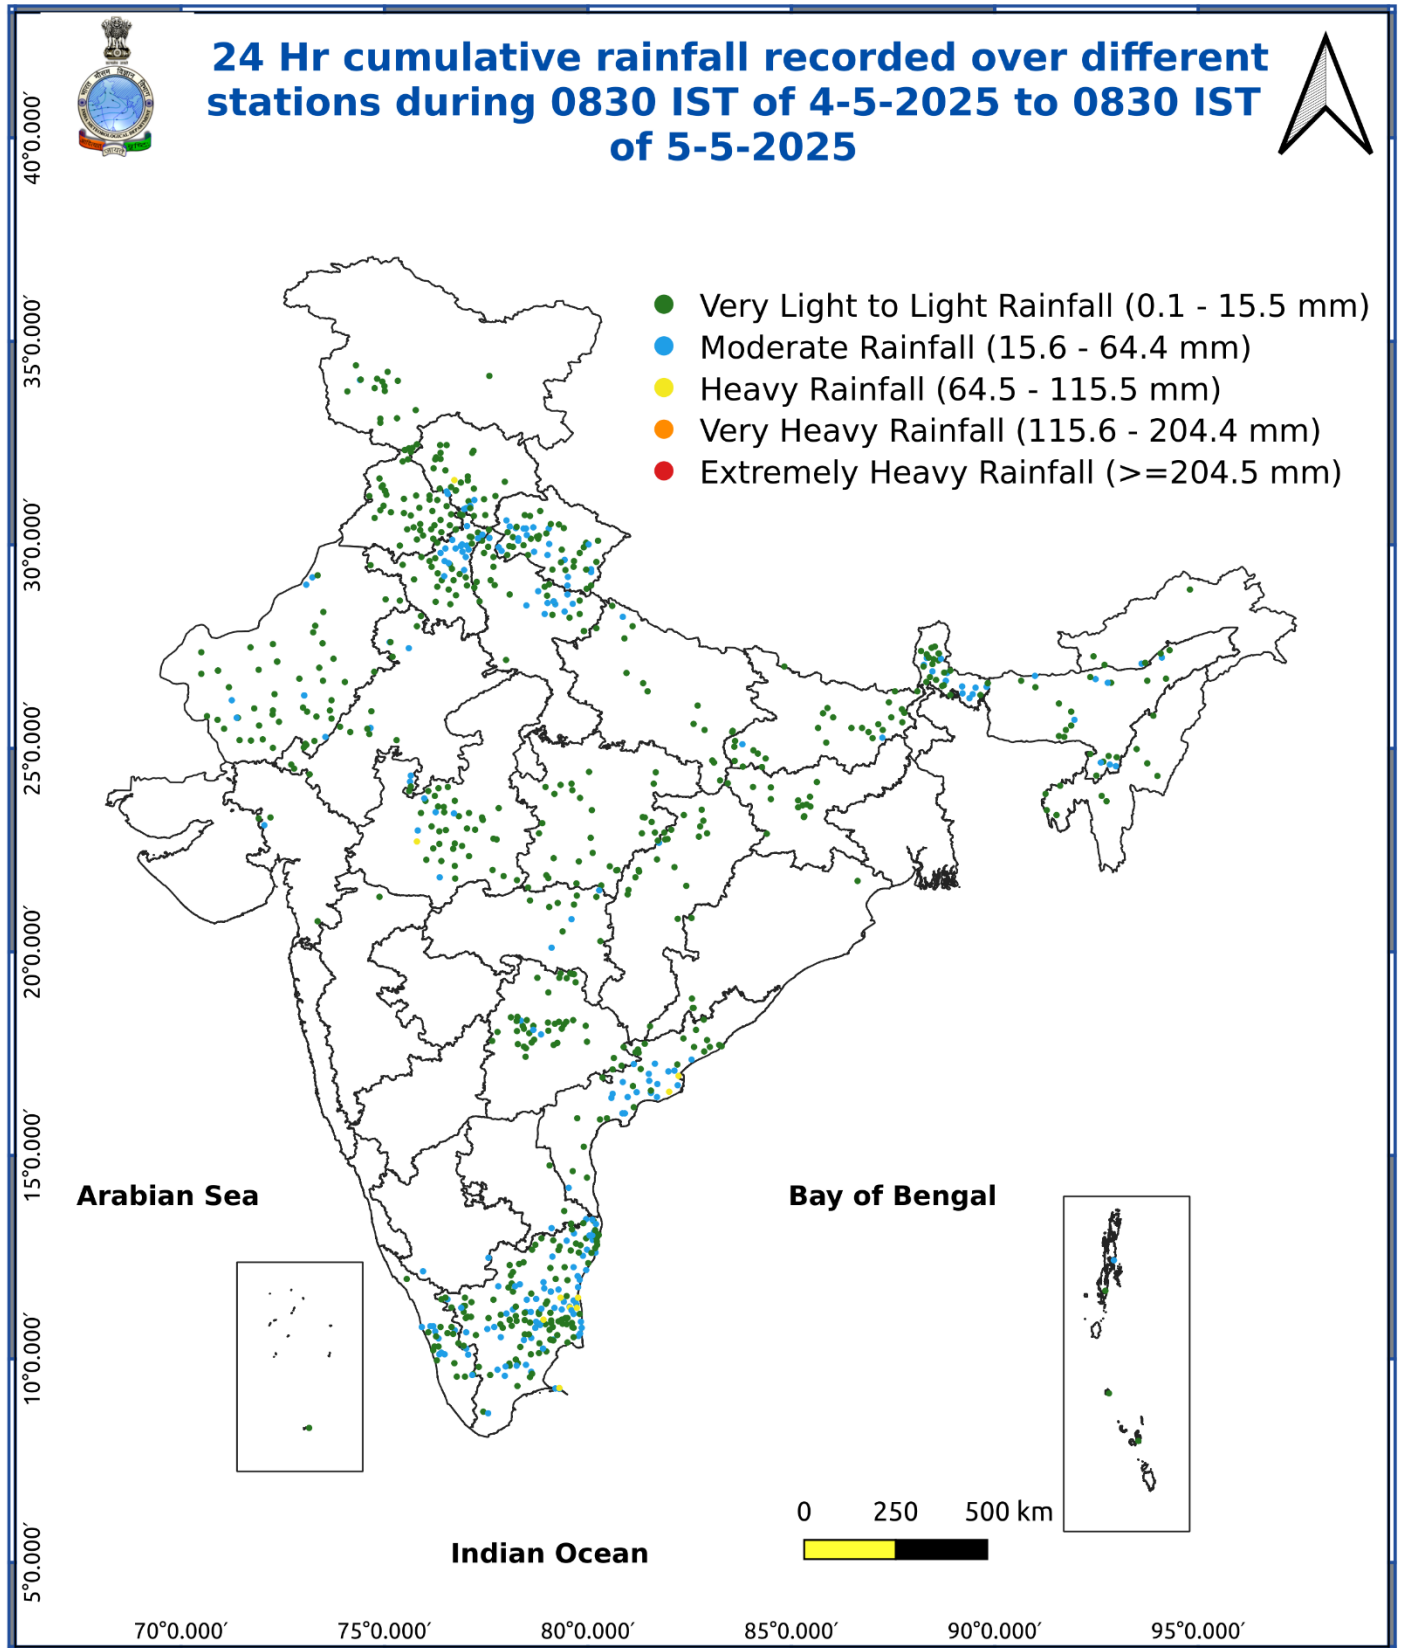 24 Hr cumulative rainfall recorded over different
stations during 0830 IST of 4-5-2025 to 0830 IST
of 5-5-2025
Very Light to Light Rainfall (0.1 - 15.5 mm)
Moderate Rainfall (15.6 - 64.4 mm)
Heavy Rainfall (64.5 - 115.5 mm)
Very Heavy Rainfall (115.6 - 204.4 mm)
Extremely Heavy Rainfall (>=204.5 mm)
40°0.000′
35°0.000′
30°0.000′
25°0.000′
20°0.000′
15°0.000′
10°0.000′
5°0.000′
Arabian Sea
Bay of Bengal
Indian Ocean
0 250 500 km
70°0.000′ 75°0.000′ 80°0.000′ 85°0.000′ 90°0.000′ 95°0.000′